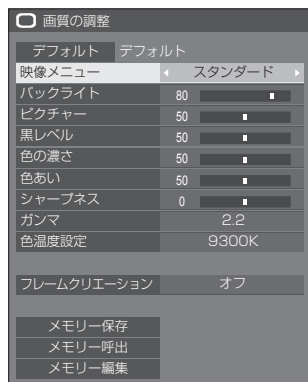 画質の調整
デフォルト デフォルト
映像メニュー スタンダード
バックライト 80
ピクチャー 50
黒レベル 50
色の濃さ 50
色あい 50
シャープネス 0
ガンマ 2.2
色温度設定 9300K
フレームクリエーション オフ
メモリー保存
メモリー呼出
メモリー編集